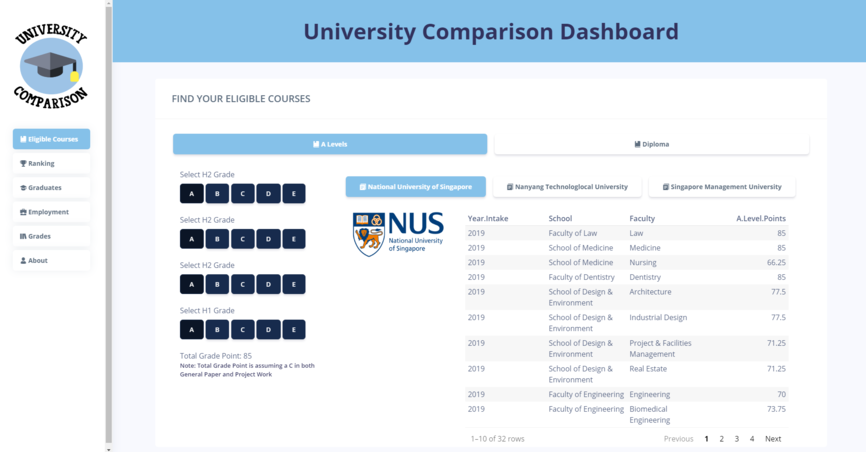 UNIVERSITY
COMPARISON
Eligible Courses
Ranking
Graduates
Employment
Grades
About
University Comparison Dashboard
FIND YOUR ELIGIBLE COURSES
A Levels
Diploma
Select H2 Grade
A B C D E
Select H2 Grade
A B C D E
Select H2 Grade
A B C D E
Select H1 Grade
A B C D E
Total Grade Point: 85
Note: Total Grade Point is assuming a C in both
General Paper and Project Work
National University of Singapore
Nanyang Technologlocal University
Singapore Management University
NUS
National University
of Singapore
Year.Intake School Faculty A.Level.Points
2019 Faculty of Law Law 85
2019 School of Medicine Medicine 85
2019 School of Medicine Nursing 66.25
2019 Faculty of Dentistry Dentistry 85
2019 School of Design & Architecture 77.5
Environment
2019 School of Design & Industrial Design 77.5
Environment
2019 School of Design & Project & Facilities 71.25
Environment Management
2019 School of Design & Real Estate 71.25
Environment
2019 Faculty of Engineering Engineering 70
2019 Faculty of Engineering Biomedical 73.75
Engineering
1–10 of 32 rows
Previous 1 2 3 4 Next